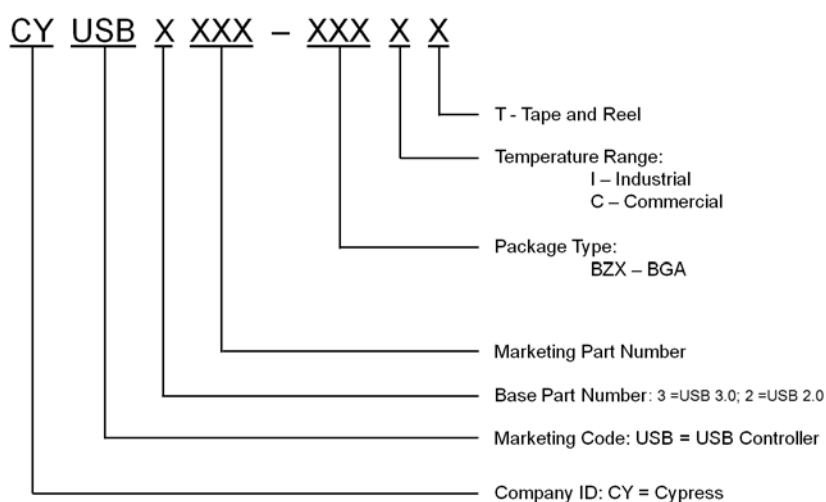 CY USB X XXX – XXX X X
T - Tape and Reel
Temperature Range:
I – Industrial
C – Commercial
Package Type:
BZX – BGA
Marketing Part Number
Base Part Number: 3 =USB 3.0; 2 =USB 2.0
Marketing Code: USB = USB Controller
Company ID: CY = Cypress